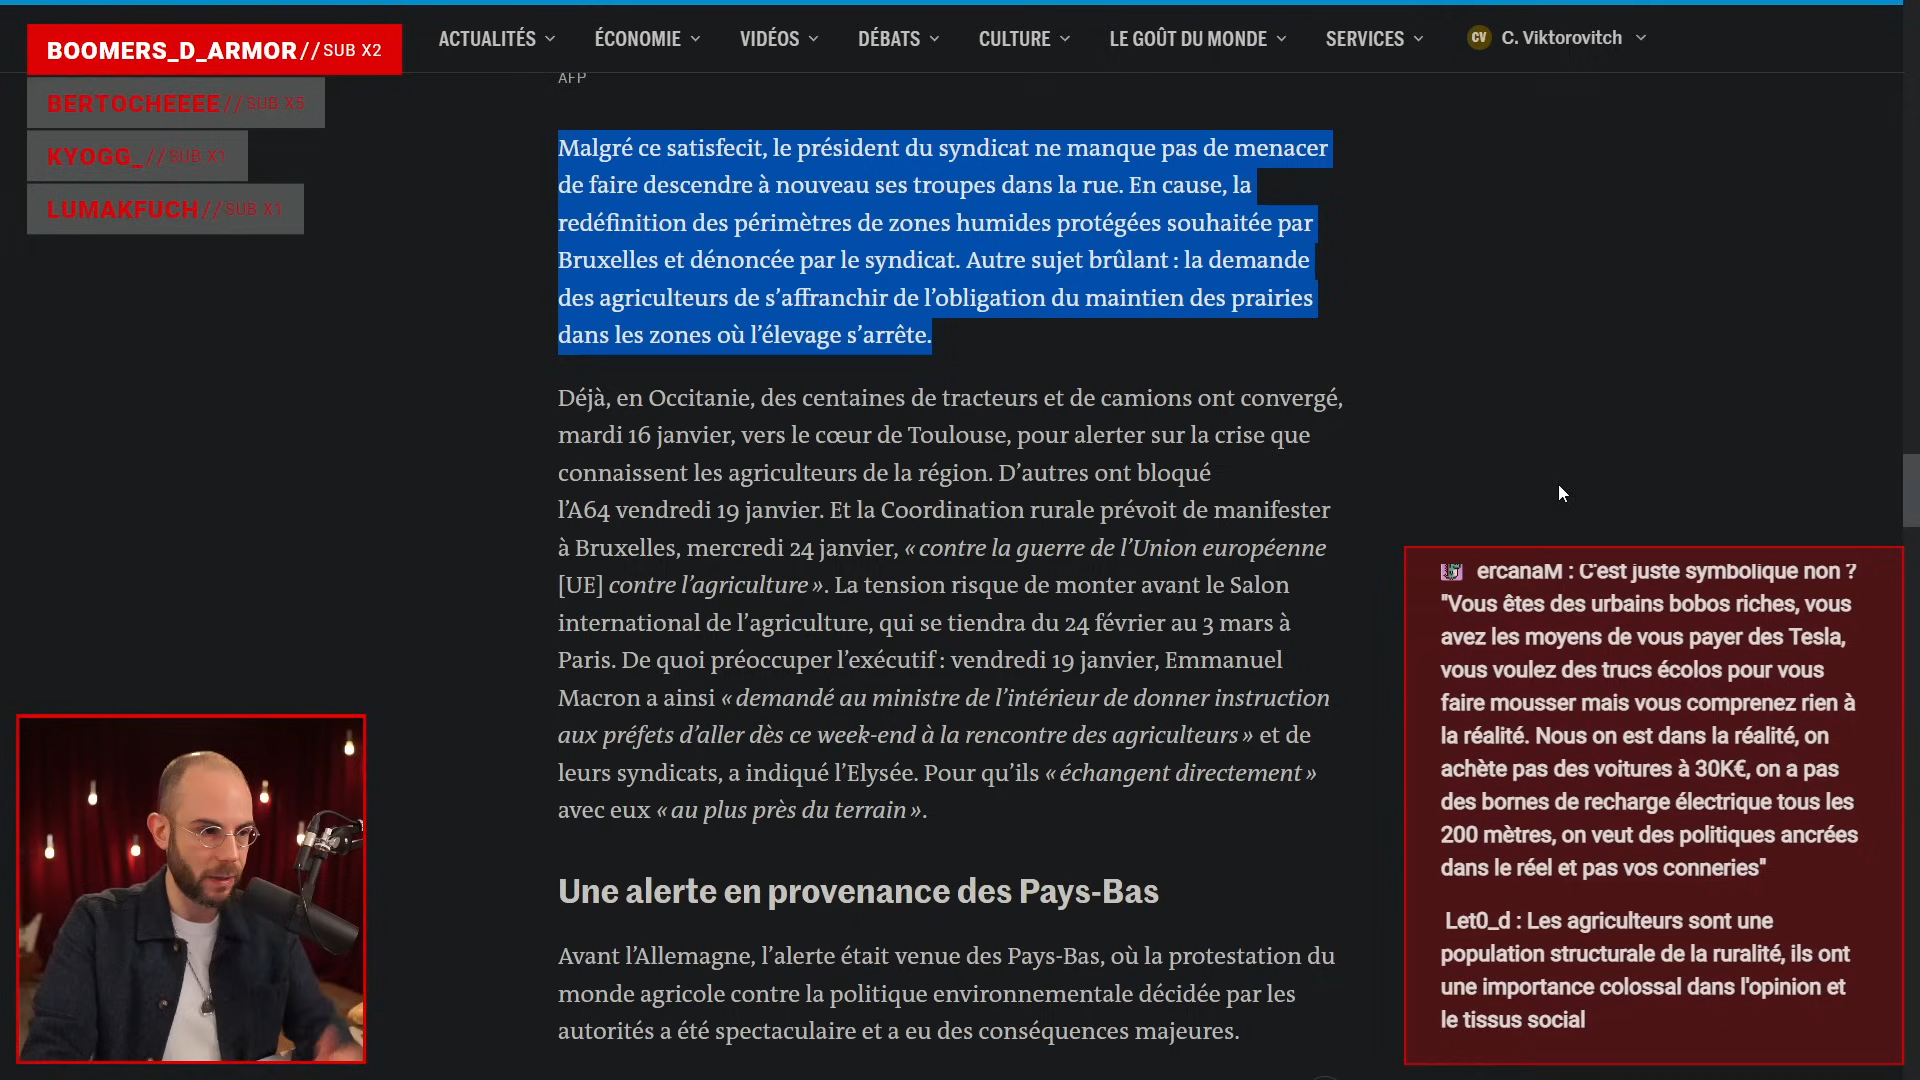 BOOMERS_D_ARMOR // SUB X2
BERTOCHEEEE // SUB X5
KYOGG_ // SUB X1
LUMAKFUCH // SUB X1
ACTUALITÉS
ÉCONOMIE
VIDÉOS
DÉBATS
CULTURE
LE GOÛT DU MONDE
SERVICES
CV C. Viktorovitch
AFP
Malgré ce satisfecit, le président du syndicat ne manque pas de menacer
de faire descendre à nouveau ses troupes dans la rue. En cause, la
redéfinition des périmètres de zones humides protégées souhaitée par
Bruxelles et dénoncée par le syndicat. Autre sujet brûlant : la demande
des agriculteurs de s’affranchir de l’obligation du maintien des prairies
dans les zones où l’élevage s’arrête.
Déjà, en Occitanie, des centaines de tracteurs et de camions ont convergé,
mardi 16 janvier, vers le cœur de Toulouse, pour alerter sur la crise que
connaissent les agriculteurs de la région. D’autres ont bloqué
l’A64 vendredi 19 janvier. Et la Coordination rurale prévoit de manifester
à Bruxelles, mercredi 24 janvier, « contre la guerre de l’Union européenne
[UE] contre l’agriculture ». La tension risque de monter avant le Salon
international de l’agriculture, qui se tiendra du 24 février au 3 mars à
Paris. De quoi préoccuper l’exécutif : vendredi 19 janvier, Emmanuel
Macron a ainsi « demandé au ministre de l’intérieur de donner instruction
aux préfets d’aller dès ce week-end à la rencontre des agriculteurs » et de
leurs syndicats, a indiqué l’Elysée. Pour qu’ils « échangent directement »
avec eux « au plus près du terrain ».
Une alerte en provenance des Pays-Bas
Avant l’Allemagne, l’alerte était venue des Pays-Bas, où la protestation du
monde agricole contre la politique environnementale décidée par les
autorités a été spectaculaire et a eu des conséquences majeures.
ercanaM : C'est juste symbolique non ?
"Vous êtes des urbains bobos riches, vous
avez les moyens de vous payer des Tesla,
vous voulez des trucs écolos pour vous
faire mousser mais vous comprenez rien à
la réalité. Nous on est dans la réalité, on
achète pas des voitures à 30K€, on a pas
des bornes de recharge électrique tous les
200 mètres, on veut des politiques ancrées
dans le réel et pas vos conneries"
Let0_d : Les agriculteurs sont une
population structurale de la ruralité, ils ont
une importance colossal dans l'opinion et
le tissus social